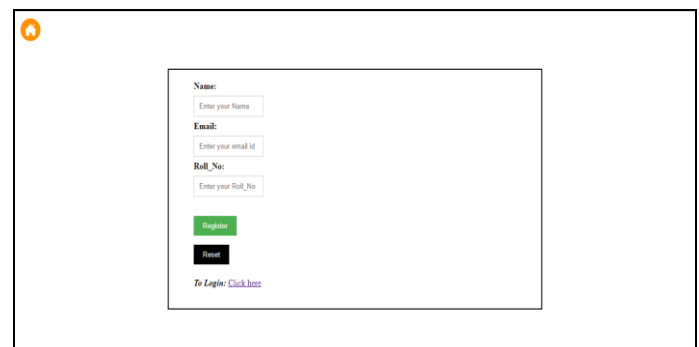 Name:
Enter your Name
Email:
Enter your email id
Roll_No:
Enter your Roll_No
Register
Reset
To Login: Click here